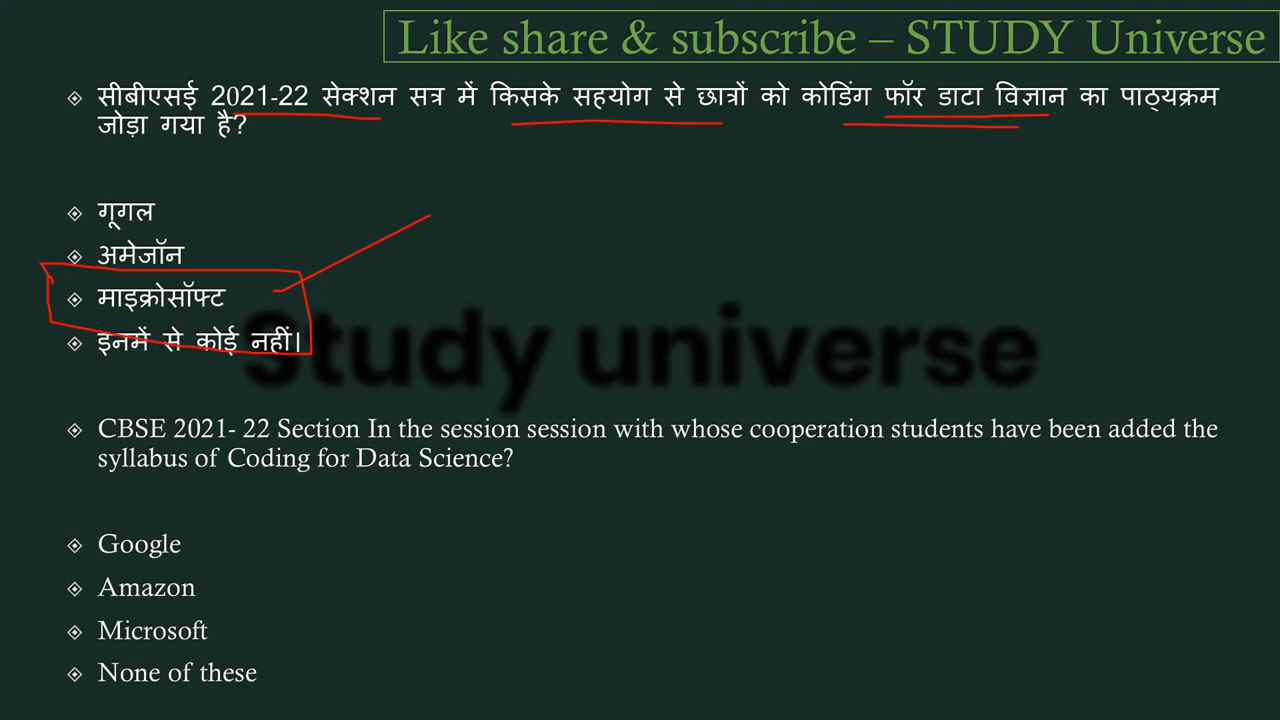 Like share & subscribe – STUDY Universe
सीबीएसई 2021-22 सेक्शन सत्र में किसके सहयोग से छात्रों को कोडिंग फॉर डाटा विज्ञान का पाठ्यक्रम
जोड़ा गया है?
गूगल
अमेजॉन
माइक्रोसॉफ्ट
इनमें से कोई नहीं।
Study universe
CBSE 2021- 22 Section In the session session with whose cooperation students have been added the
syllabus of Coding for Data Science?
Google
Amazon
Microsoft
None of these